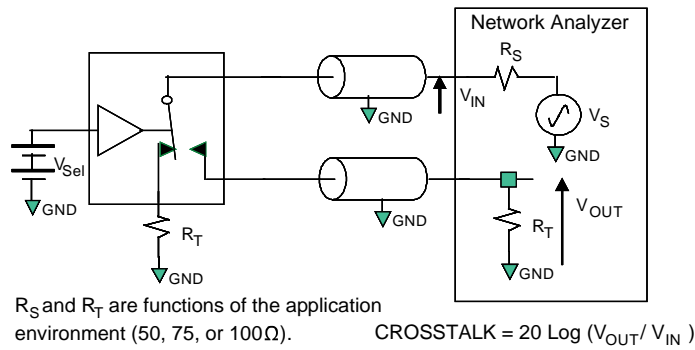 Network Analyzer
RS
VIN
VS
GND
GND
VSel
GND
RT
GND
GND
RT
VOUT
GND
RS and RT are functions of the application
environment (50, 75, or 100Ω).
CROSSTALK = 20 Log (VOUT/ VIN )